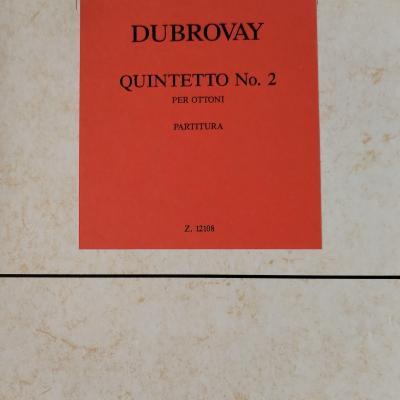 DUBROVAY
QUINTETTO No. 2
PER OTTONI
PARTITURA
Z. 12108